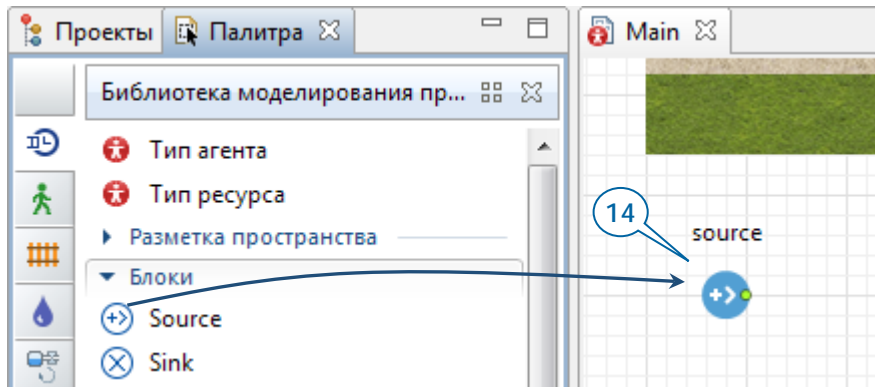 Проекты Палитра Main
Библиотека моделирования пр...
Тип агента
Тип ресурса
14
Разметка пространства
source
Блоки
Source
Sink